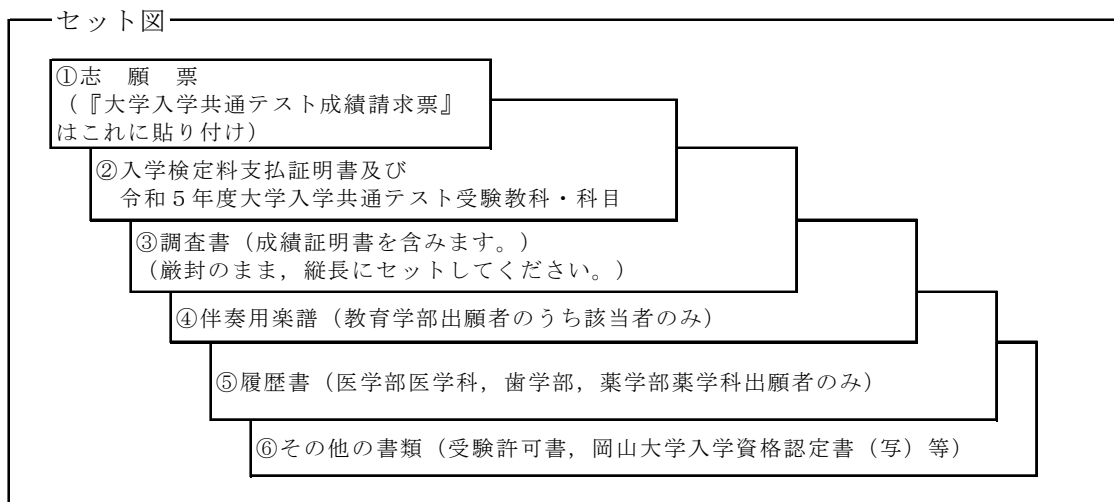 セット図
①志　願　票
（『大学入学共通テスト成績請求票』
はこれに貼り付け）
②入学検定料支払証明書及び
令和５年度大学入学共通テスト受験教科・科目
③調査書（成績証明書を含みます。）
（厳封のまま，縦長にセットしてください。）
④伴奏用楽譜（教育学部出願者のうち該当者のみ）
⑤履歴書（医学部医学科，歯学部，薬学部薬学科出願者のみ）
⑥その他の書類（受験許可書，岡山大学入学資格認定書（写）等）